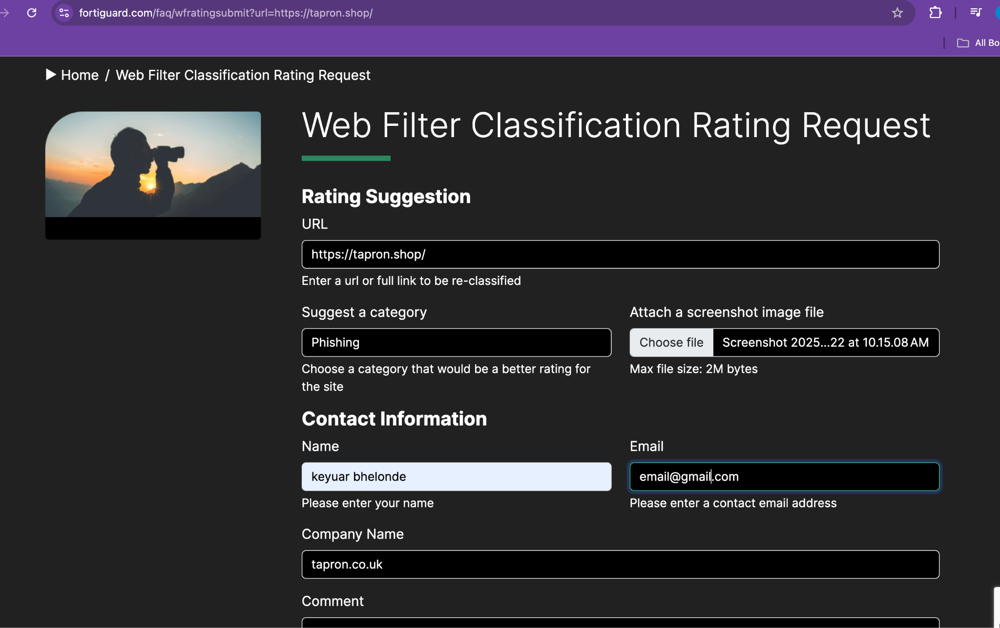 fortiguard.com/faq/wfratingsubmit?url=https://tapron.shop/
All Bo
Home / Web Filter Classification Rating Request
Web Filter Classification Rating Request
Rating Suggestion
URL
https://tapron.shop/
Enter a url or full link to be re-classified
Suggest a category
Phishing
Choose a category that would be a better rating for
the site
Attach a screenshot image file
Choose file Screenshot 2025...22 at 10.15.08 AM
Max file size: 2M bytes
Contact Information
Name
keyuar bhelonde
Please enter your name
Email
email@gmail.com
Please enter a contact email address
Company Name
tapron.co.uk
Comment